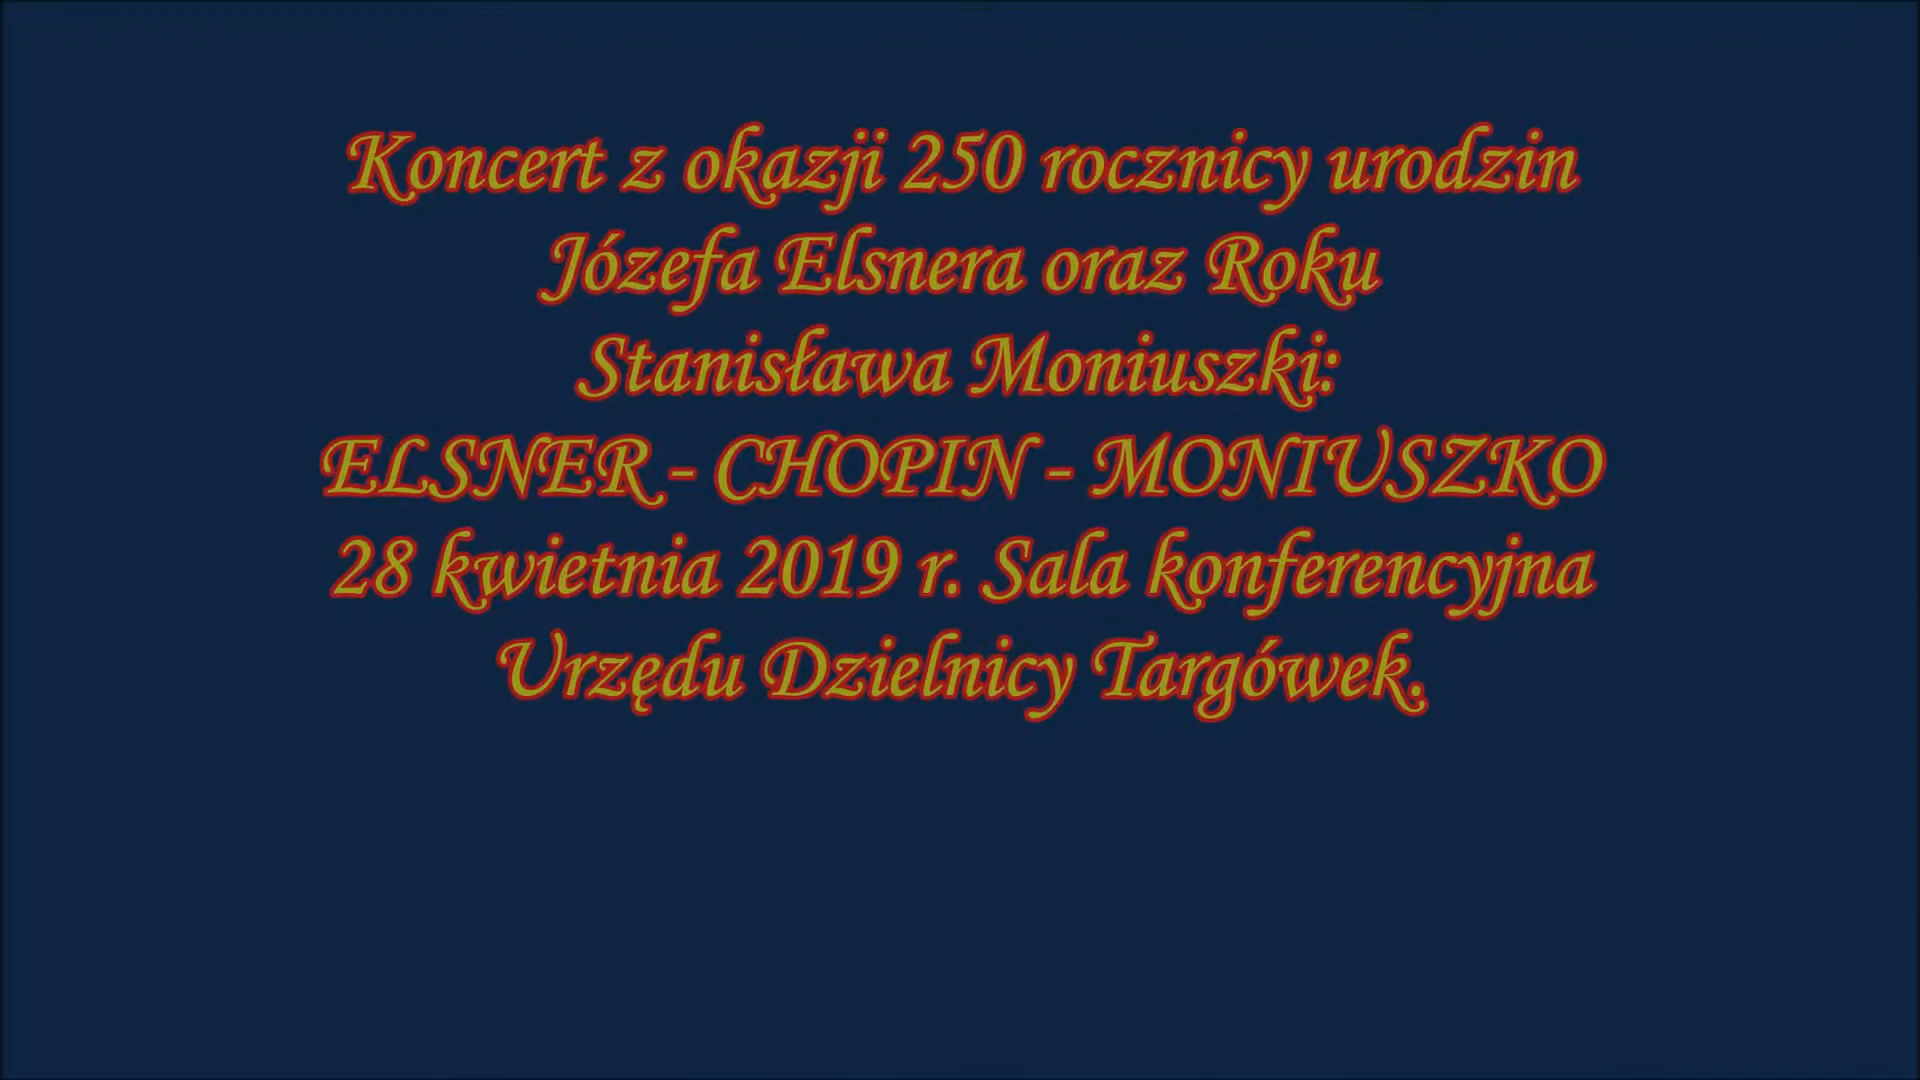 Koncert z okazji 250 rocznicy urodzin
Józefa Elsnera oraz Roku
Stanisława Moniuszki:
ELSNER - CHOPIN - MONIUSZKO
28 kwietnia 2019 r. Sala konferencyjna
Urzędu Dzielnicy Targówek.